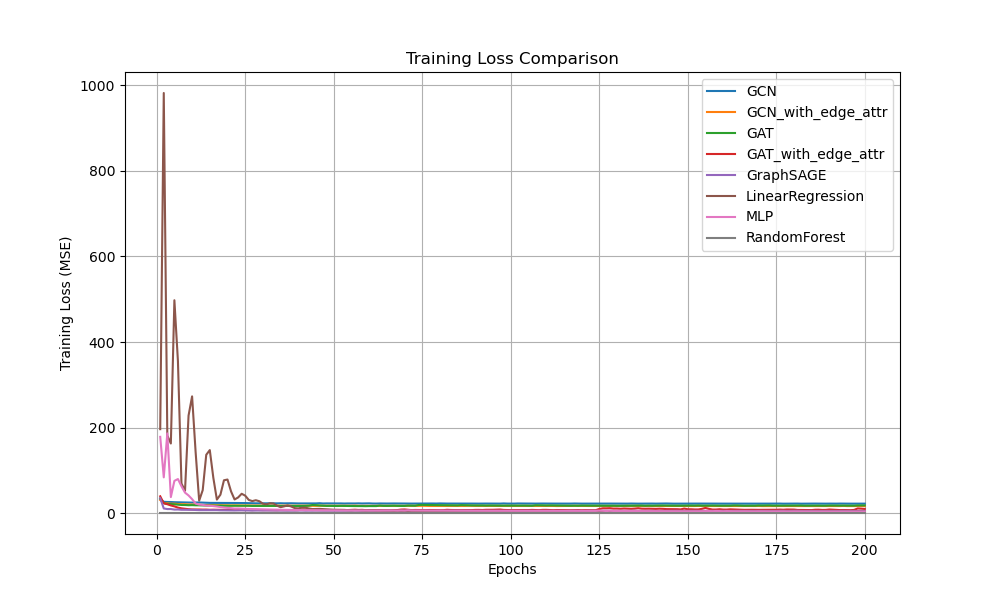 Training Loss Comparison
1000
800
600
400
200
0
Training Loss (MSE)
GCN
GCN_with_edge_attr
GAT
GAT_with_edge_attr
GraphSAGE
LinearRegression
MLP
RandomForest
0 25 50 75 100 125 150 175 200
Epochs